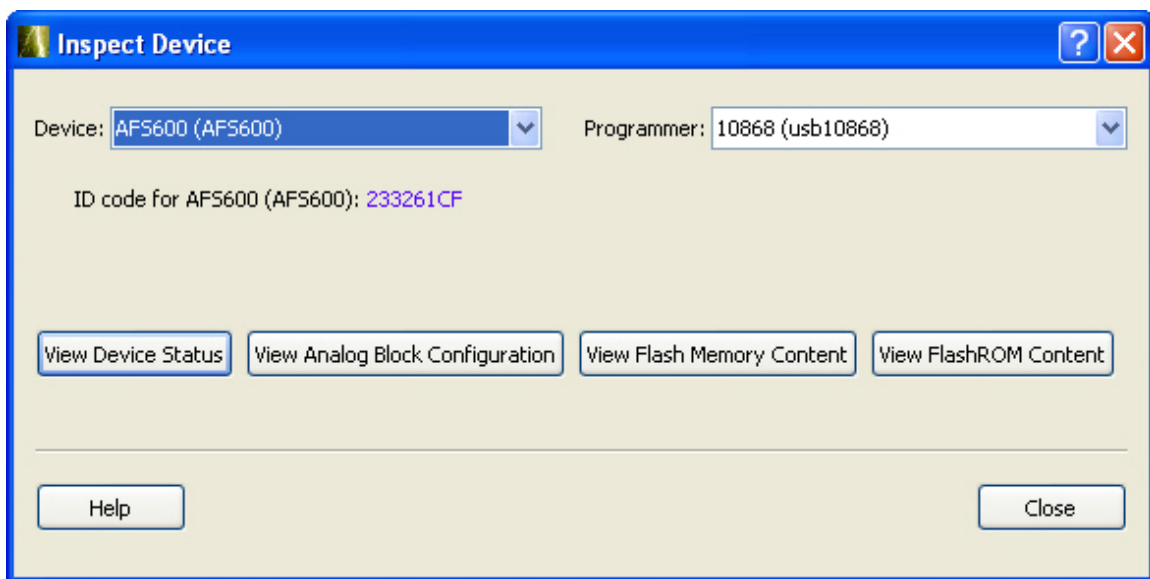 Inspect Device
Device: AFS600 (AFS600) Programmer: 10868 (usb10868)
ID code for AFS600 (AFS600): 233261CF
View Device Status View Analog Block Configuration View Flash Memory Content View FlashROM Content
Help Close